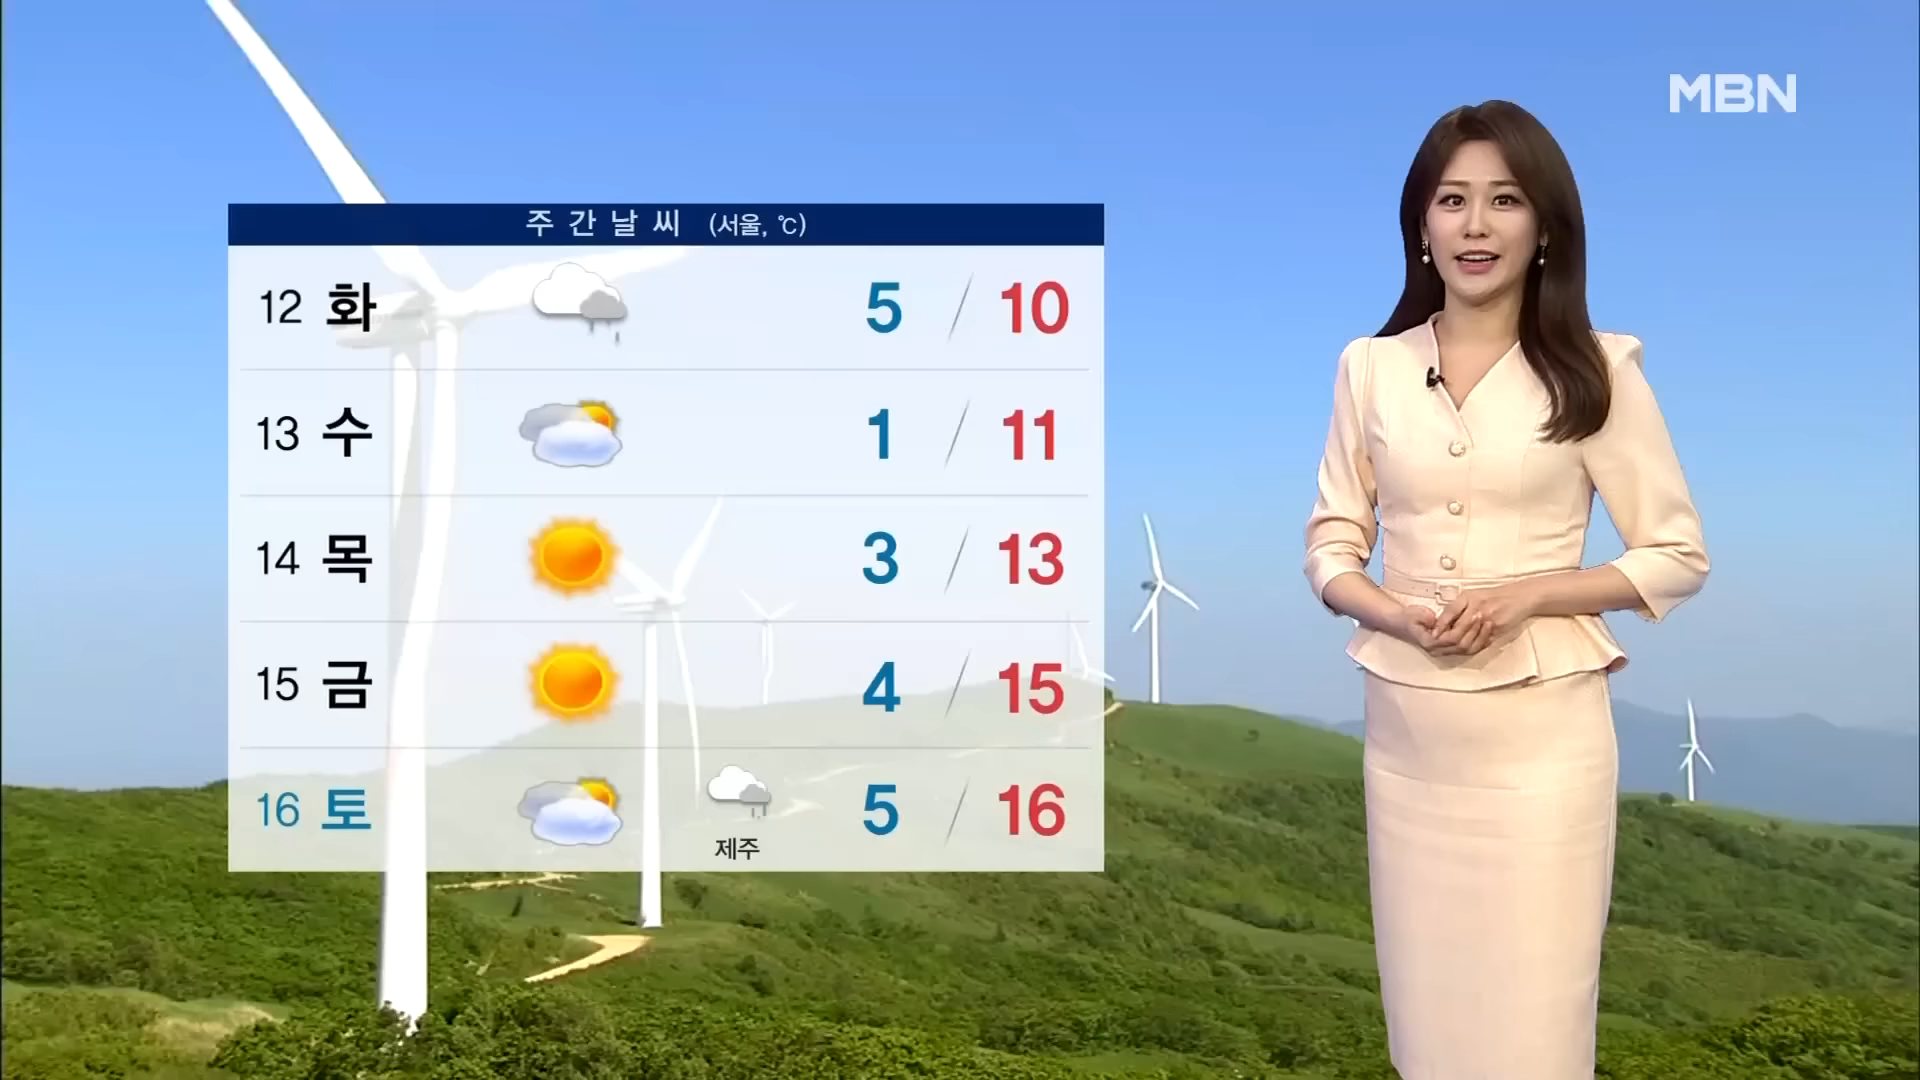 MBN
주간날씨 (서울, ℃)
12 화 5 / 10
13 수 1 / 11
14 목 3 / 13
15 금 4 / 15
16 토 제주 5 / 16